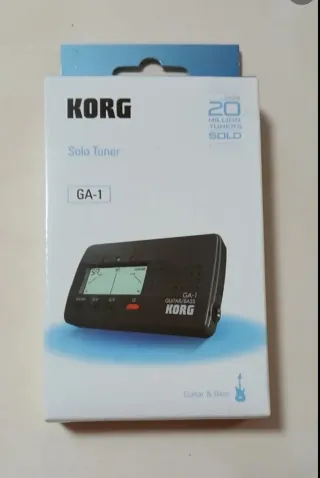 KORG
OVER
20
MILLION
TUNERS
SOLD
Solo Tuner
GA-1
GA-1
GUITAR/BASS
KORG
Guitar & Bass